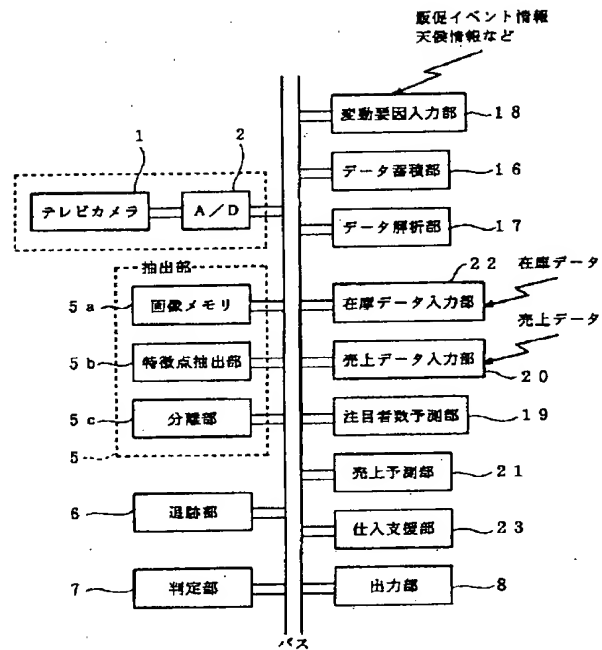 販促イベント情報
天候情報など
変動要因入力部
18
1
2
データ蓄積部
16
テレビカメラ
A/D
データ解析部
17
抽出部
22
在庫データ
5a
画像メモリ
在庫データ入力部
売上データ
5b
特徴点抽出部
売上データ入力部
20
5c
分離部
注目者数予測部
19
5
売上予測部
21
6
追跡部
仕入支援部
23
7
判定部
出力部
8
バス